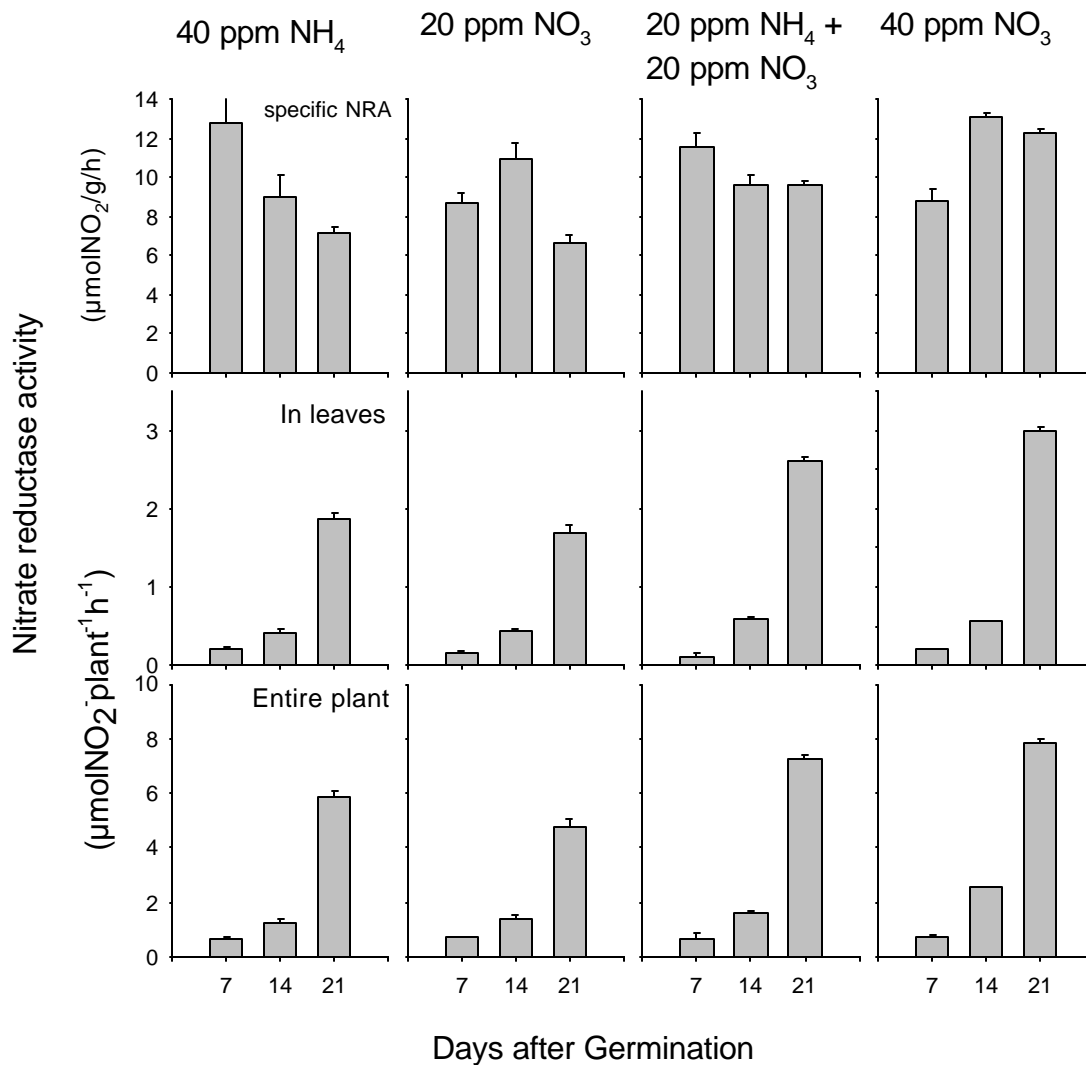 40 ppm NH4
20 ppm NO3
20 ppm NH4 +
20 ppm NO3
40 ppm NO3
Nitrate reductase activity
(µmolNO2/g/h)
14
12
10
8
6
4
2
0
specific NRA
3
2
1
0
In leaves
(µmolNO2-plant-1h-1)
10
8
6
4
2
0
Entire plant
7 14 21 7 14 21 7 14 21 7 14 21
Days after Germination